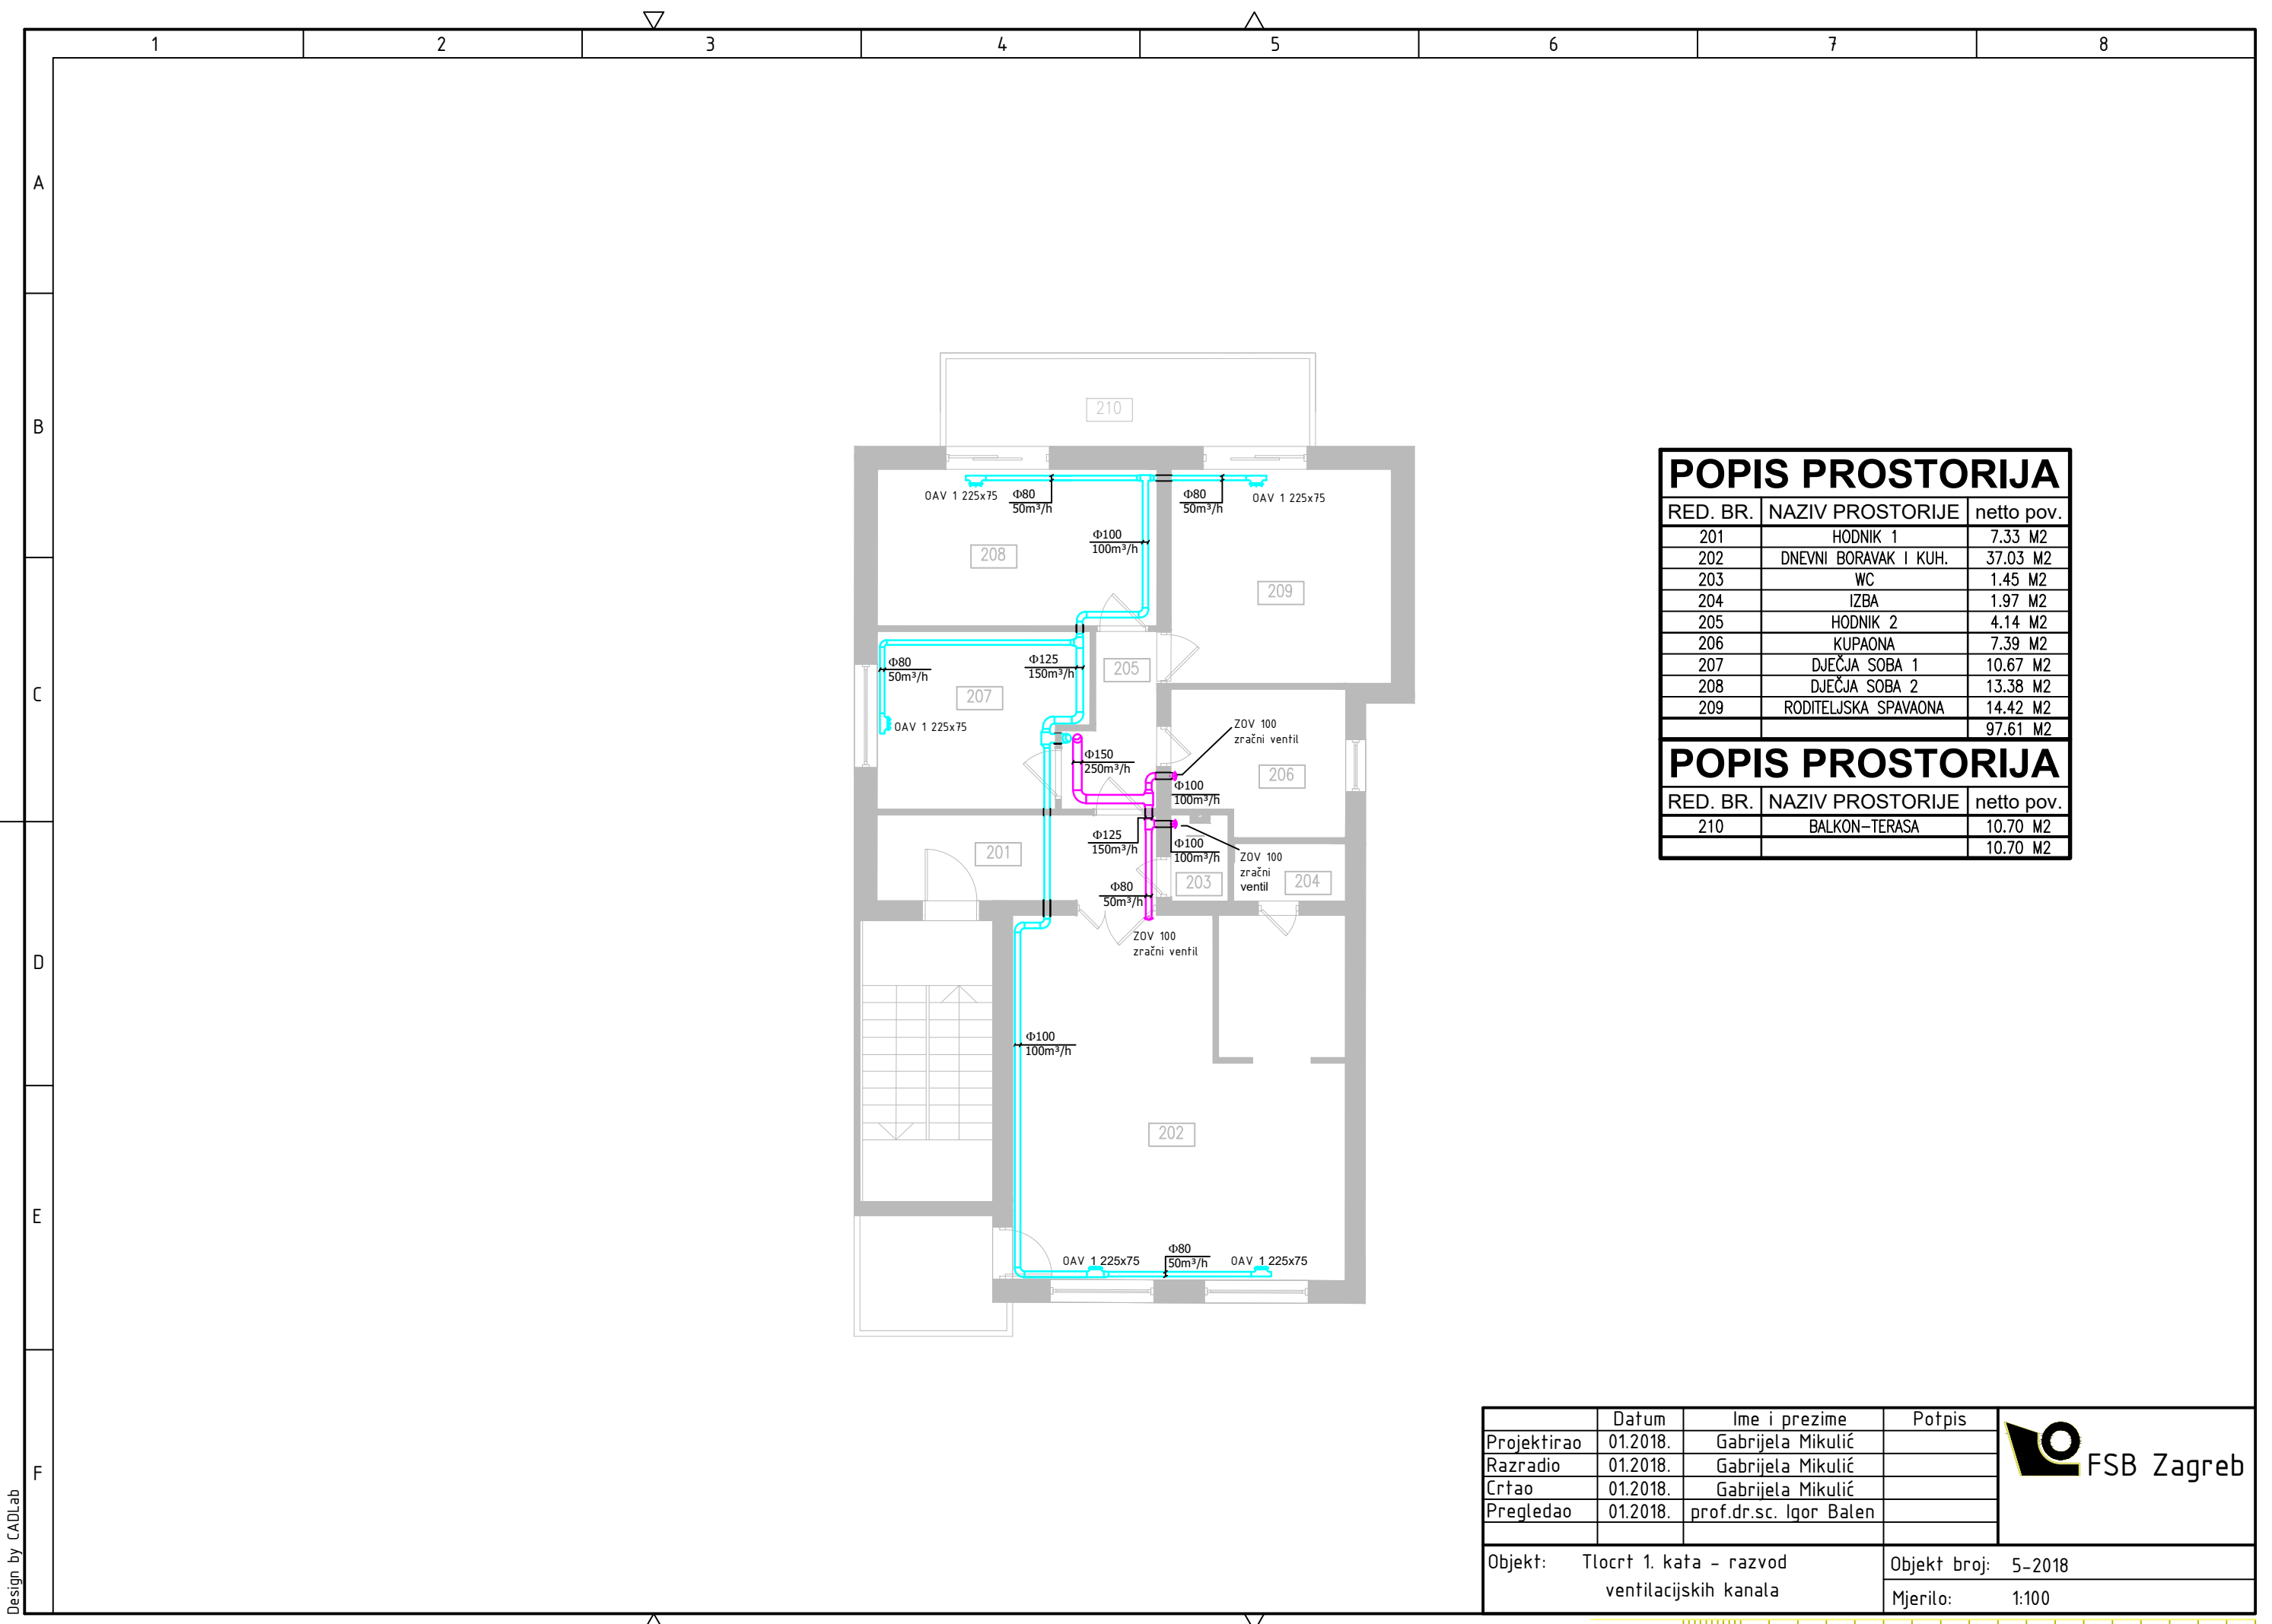 1 2 3 4 5 6 7 8
A
B
C
D
E
F
Design by CADLab
210
OAV 1 225x75
Φ80
50m³/h
Φ80
50m³/h
OAV 1 225x75
Φ100
100m³/h
208
209
Φ80
50m³/h
Φ125
150m³/h
205
207
OAV 1 225x75
ZOV 100
zračni ventil
Φ150
250m³/h
206
Φ100
100m³/h
Φ125
150m³/h
Φ100
100m³/h
201
ZOV 100
zračni
ventil
203
204
Φ80
50m³/h
ZOV 100
zračni ventil
Φ100
100m³/h
202
OAV 1 225x75
Φ80
50m³/h
OAV 1 225x75
POPIS PROSTORIJA
RED. BR. NAZIV PROSTORIJE netto pov.
201 HODNIK 1 7.33 M2
202 DNEVNI BORAVAK I KUH. 37.03 M2
203 WC 1.45 M2
204 IZBA 1.97 M2
205 HODNIK 2 4.14 M2
206 KUPAONA 7.39 M2
207 DJEČJA SOBA 1 10.67 M2
208 DJEČJA SOBA 2 13.38 M2
209 RODITELJSKA SPAVAONA 14.42 M2
97.61 M2
POPIS PROSTORIJA
RED. BR. NAZIV PROSTORIJE netto pov.
210 BALKON-TERASA 10.70 M2
10.70 M2
Datum Ime i prezime Potpis
Projektirao 01.2018. Gabrijela Mikulić
Razradio 01.2018. Gabrijela Mikulić
Crtao 01.2018. Gabrijela Mikulić
Pregledao 01.2018. prof.dr.sc. Igor Balen
FSB Zagreb
Objekt: Tlocrt 1. kata - razvod
ventilacijskih kanala
Objekt broj: 5-2018
Mjerilo: 1:100